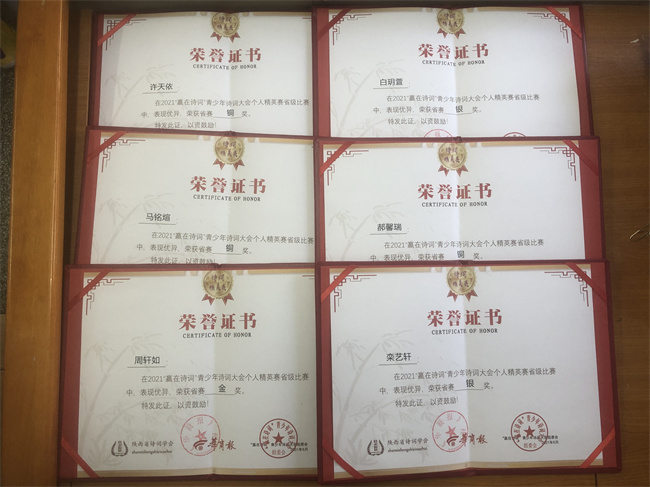 荣誉证书
CERTIFICATE OF HONOR
许天依
在2021“赢在诗词”青少年诗词大会个人精英赛省级比赛
中，表现优异，荣获省赛 铜 奖。
特发此证，以资鼓励！
荣誉证书
CERTIFICATE OF HONOR
白玥萱
在2021“赢在诗词”青少年诗词大会个人精英赛省级比赛
中，表现优异，荣获省赛 银 奖。
特发此证，以资鼓励！
荣誉证书
CERTIFICATE OF HONOR
马铭煊
在2021“赢在诗词”青少年诗词大会个人精英赛省级比赛
中，表现优异，荣获省赛 铜 奖。
特发此证，以资鼓励！
荣誉证书
CERTIFICATE OF HONOR
郝馨瑞
在2021“赢在诗词”青少年诗词大会个人精英赛省级比赛
中，表现优异，荣获省赛 铜 奖。
特发此证，以资鼓励！
荣誉证书
CERTIFICATE OF HONOR
周轩如
在2021“赢在诗词”青少年诗词大会个人精英赛省级比赛
中，表现优异，荣获省赛 金 奖。
特发此证，以资鼓励！
陕西省诗词学会
荣誉证书
CERTIFICATE OF HONOR
栾艺轩
在2021“赢在诗词”青少年诗词大会个人精英赛省级比赛
中，表现优异，荣获省赛 银 奖。
特发此证，以资鼓励！
陕西省诗词学会